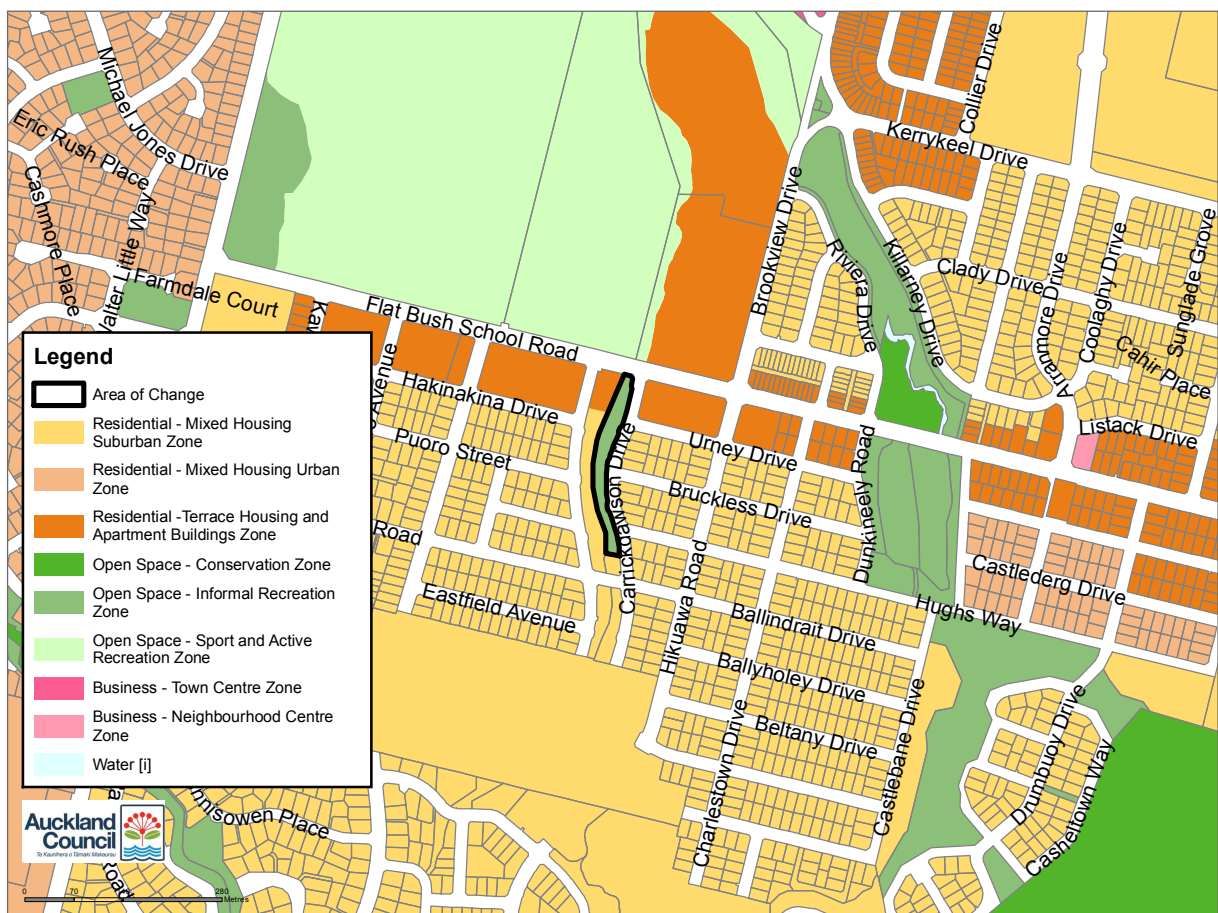 Michael Jones Drive
Eric Rush Place
Cashmore Place
Walter Little Way
Farmdale Court
Kaw
Flat Bush School Road
Collier Drive
Kerrykeel Drive
Brookview Drive
Riviera Drive
Killarney Drive
Clady Drive
Arranmore Drive
Coolaghy Drive
Sunglade Grove
Cahir Place
Listack Drive
Avenue
Hakinakina Drive
Puoro Street
Road
Carrickdawson Drive
Urney Drive
Bruckless Drive
Dunkineely Road
Eastfield Avenue
Hikuawa Road
Ballindrait Drive
Hughs Way
Castlederg Drive
Ballyholey Drive
Beltany Drive
Charlestown Drive
Castlebane Drive
Drumbuoy Drive
Casheltown Way
nnisowen Place
Road
Legend
Area of Change
Residential - Mixed Housing
Suburban Zone
Residential - Mixed Housing Urban
Zone
Residential -Terrace Housing and
Apartment Buildings Zone
Open Space - Conservation Zone
Open Space - Informal Recreation
Zone
Open Space - Sport and Active
Recreation Zone
Business - Town Centre Zone
Business - Neighbourhood Centre
Zone
Water [i]
Auckland
Council
Te Kaunihera o Tāmaki Makaurau
0 70 280
Metres